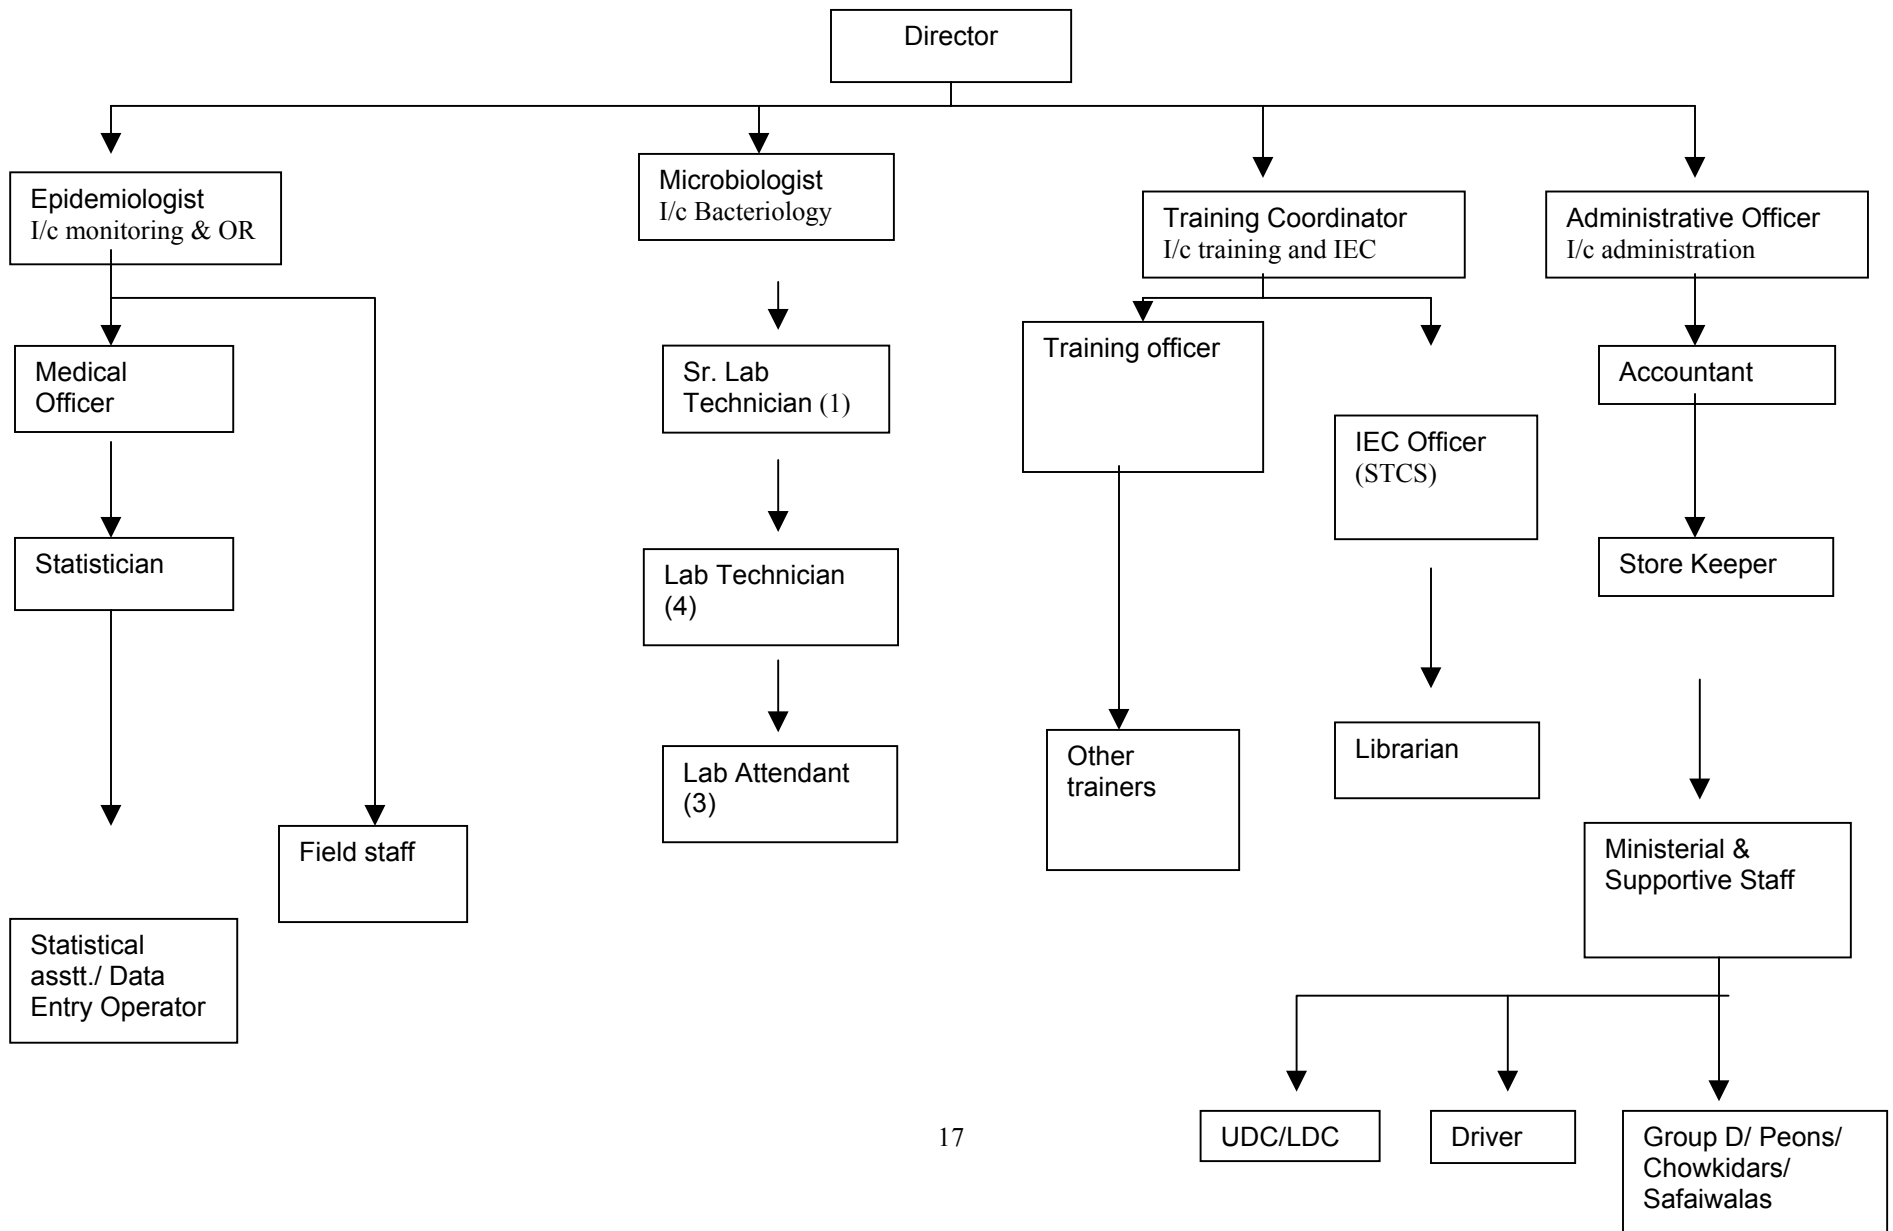 Director
Epidemiologist
I/c monitoring & OR
Microbiologist
I/c Bacteriology
Training Coordinator
I/c training and IEC
Administrative Officer
I/c administration
Medical
Officer
Sr. Lab
Technician (1)
Training officer
IEC Officer
(STCS)
Accountant
Statistician
Lab Technician
(4)
Store Keeper
Lab Attendant
(3)
Other
trainers
Librarian
Field staff
Ministerial &
Supportive Staff
Statistical
asstt./ Data
Entry Operator
UDC/LDC
Driver
Group D/ Peons/
Chowkidars/
Safaiwalas
17